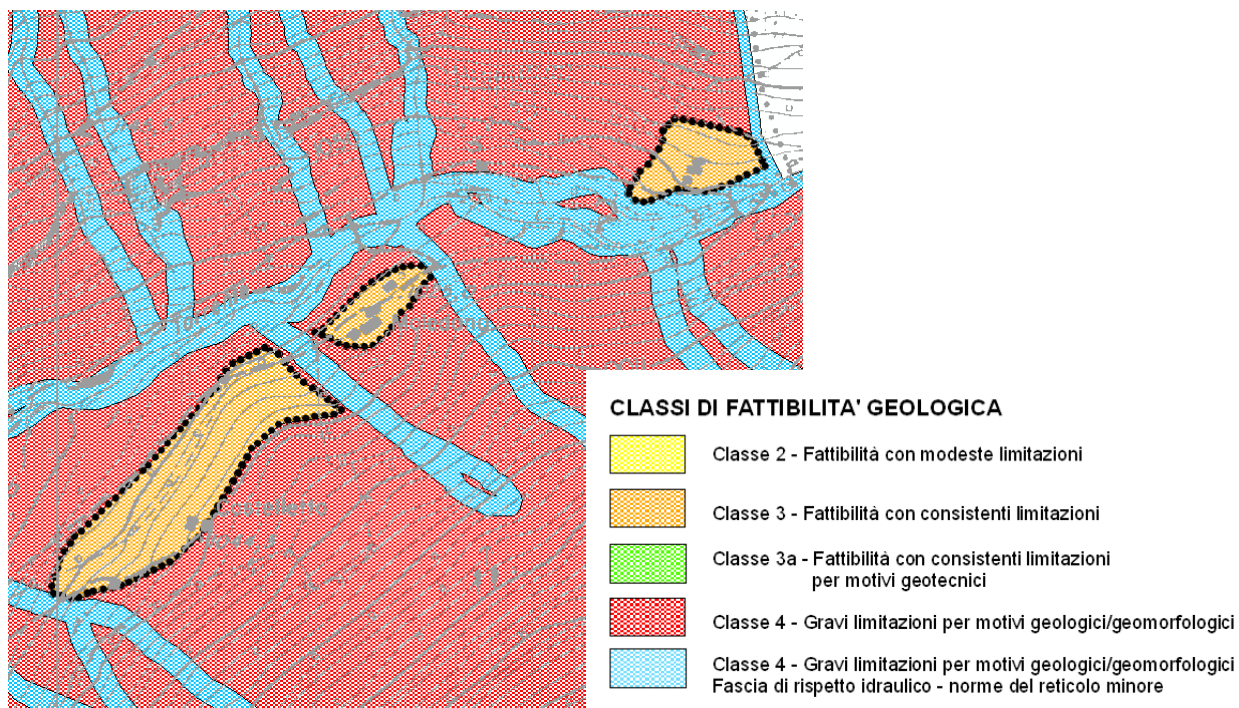 CLASSI DI FATTIBILITA' GEOLOGICA
Classe 2 - Fattibilità con modeste limitazioni
Classe 3 - Fattibilità con consistenti limitazioni
Classe 3a - Fattibilità con consistenti limitazioni
per motivi geotecnici
Classe 4 - Gravi limitazioni per motivi geologici/geomorfologici
Classe 4 - Gravi limitazioni per motivi geologici/geomorfologici
Fascia di rispetto idraulico - norme del reticolo minore